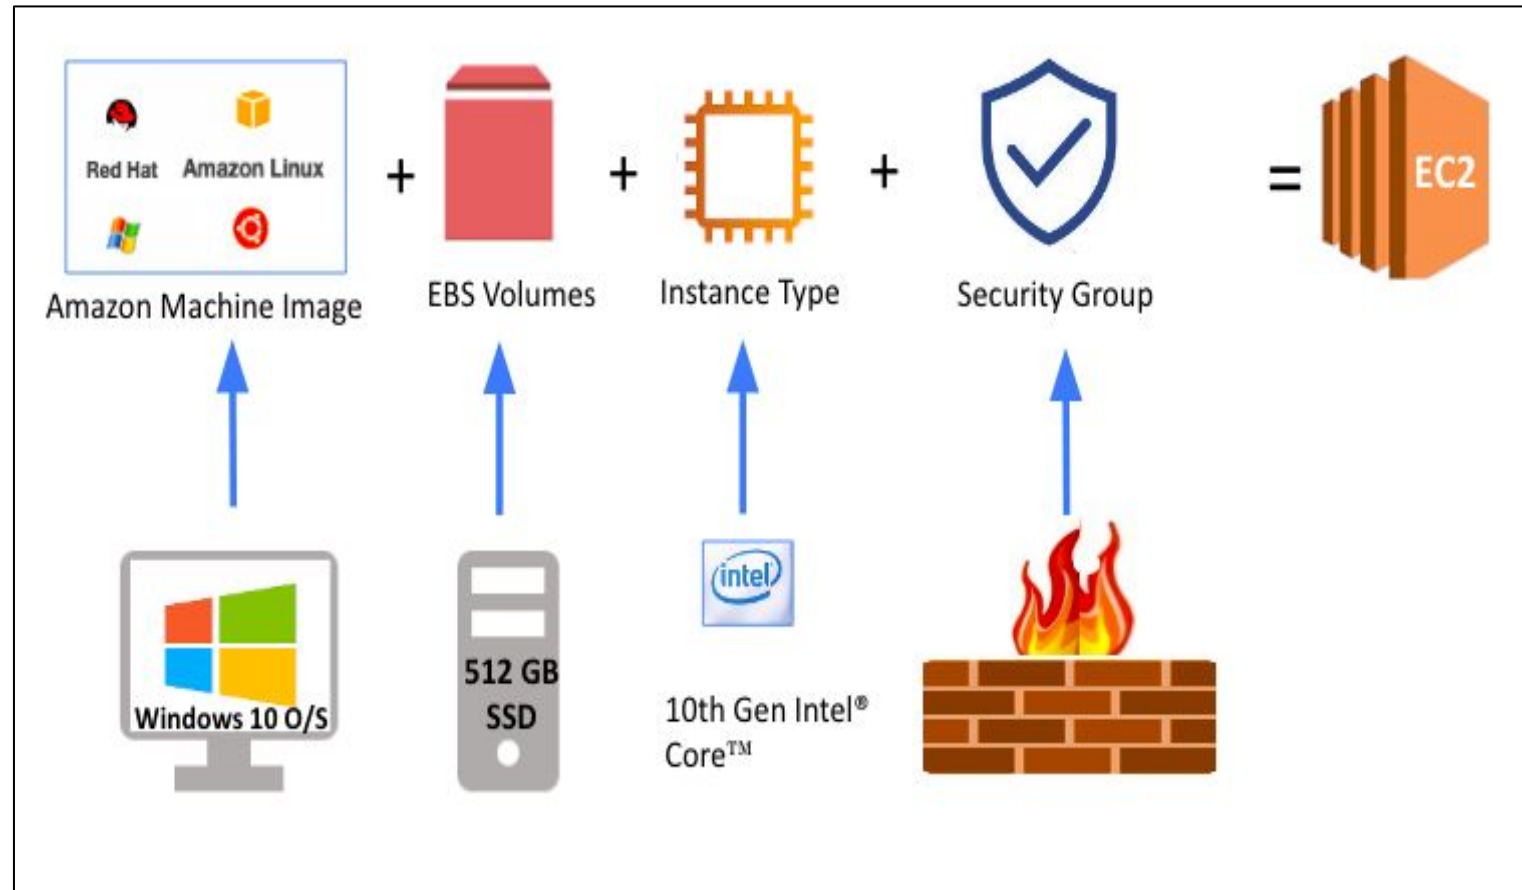 Red Hat
Amazon Linux
+
+
+
=
EC2
Amazon Machine Image
EBS Volumes
Instance Type
Security Group
Windows 10 O/S
512 GB
SSD
intel
10th Gen Intel®
Core™